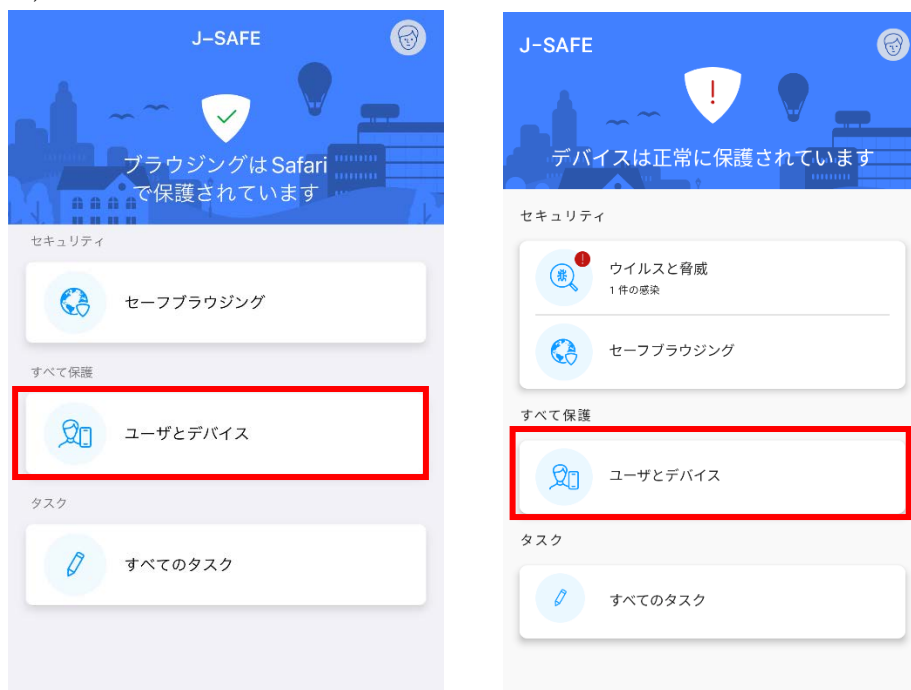 J-SAFE
ブラウジングは Safari
で保護されています
セキュリティ
セーフブラウジング
すべて保護
ユーザとデバイス
タスク
すべてのタスク
J-SAFE
!
デバイスは正常に保護されています
セキュリティ
!
ウイルスと脅威
1 件の感染
セーフブラウジング
すべて保護
ユーザとデバイス
タスク
すべてのタスク